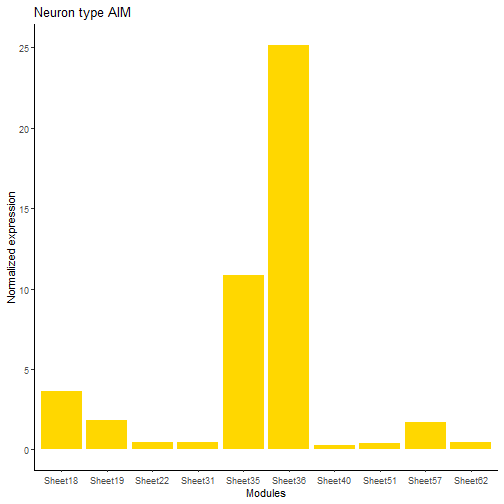 Neuron type AIM
Normalized expression
25
20
15
10
5
0
Sheet18 Sheet19 Sheet22 Sheet31 Sheet35 Sheet36 Sheet40 Sheet51 Sheet57 Sheet62
Modules